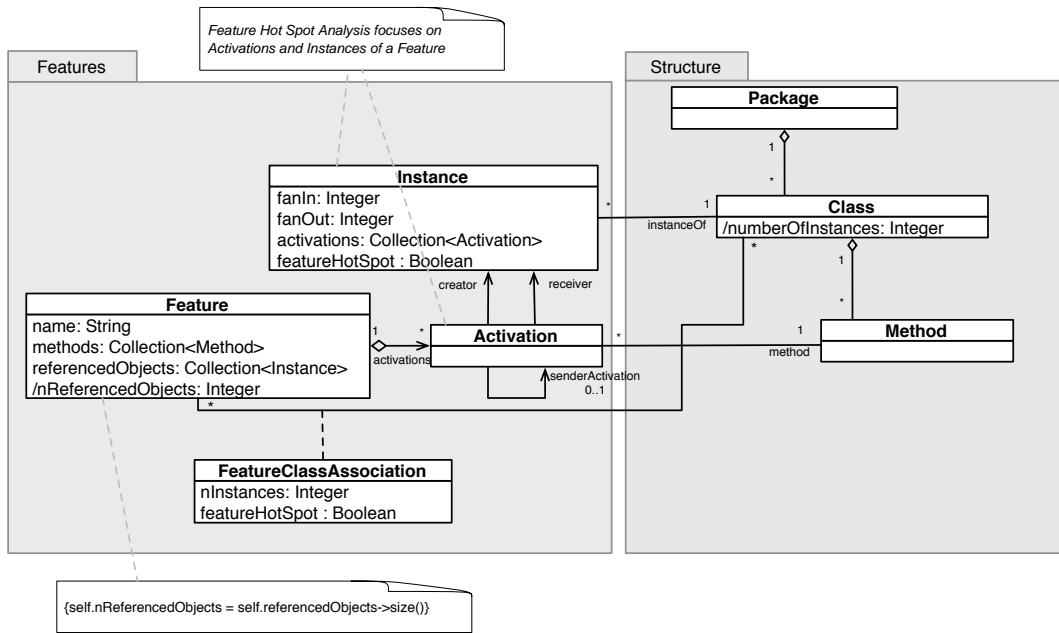 Feature Hot Spot Analysis focuses on
Activations and Instances of a Feature
Features
Structure
Package
1
*
Instance
fanIn: Integer
fanOut: Integer
activations: Collection<Activation>
featureHotSpot : Boolean
*
1
instanceOf
Class
/numberOfInstances: Integer
*
1
*
creator
receiver
Feature
name: String
methods: Collection<Method>
referencedObjects: Collection<Instance>
/nReferencedObjects: Integer
1
*
activations
Activation
*
1
method
Method
senderActivation
0..1
*
FeatureClassAssociation
nInstances: Integer
featureHotSpot : Boolean
{self.nReferencedObjects = self.referencedObjects->size()}